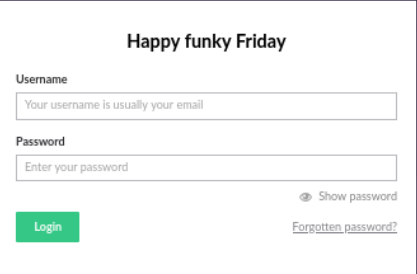 Happy funky Friday
Username
Your username is usually your email
Password
Enter your password
Show password
Login
Forgotten password?